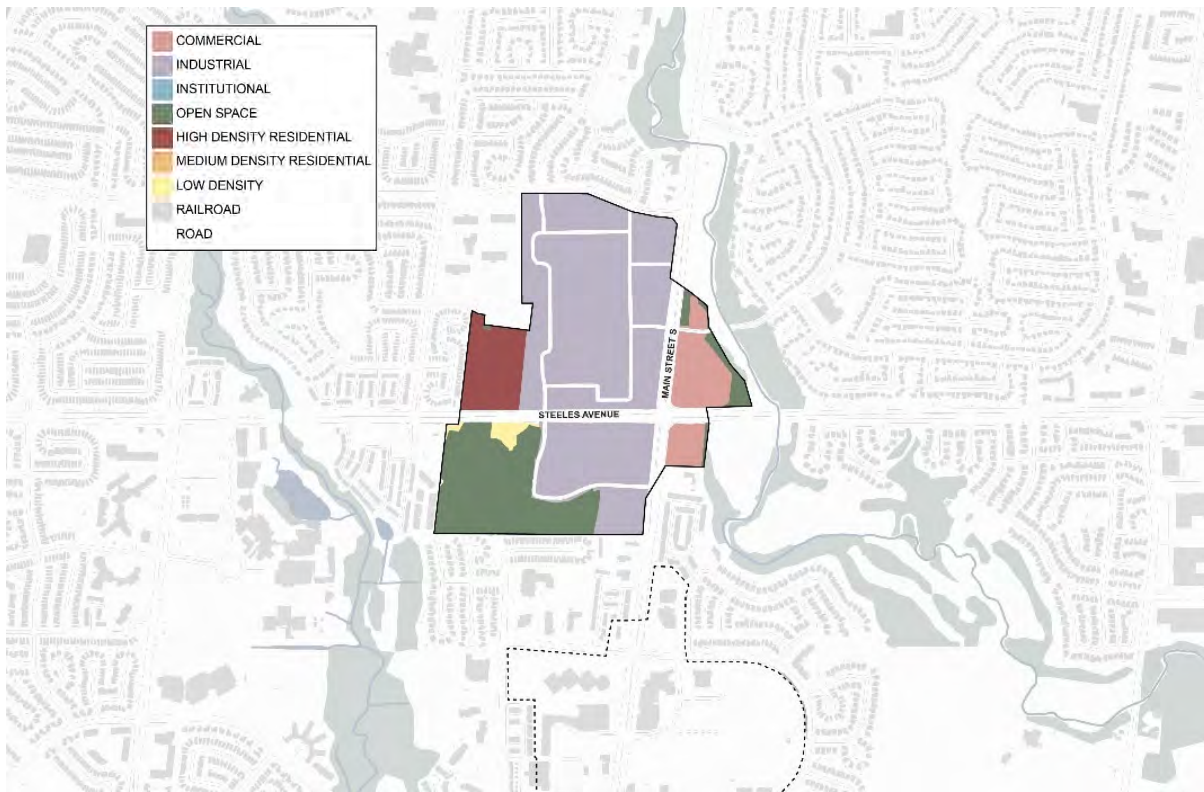 COMMERCIAL
INDUSTRIAL
INSTITUTIONAL
OPEN SPACE
HIGH DENSITY RESIDENTIAL
MEDIUM DENSITY RESIDENTIAL
LOW DENSITY
RAILROAD
ROAD
MAIN STREET S
STEELES AVENUE